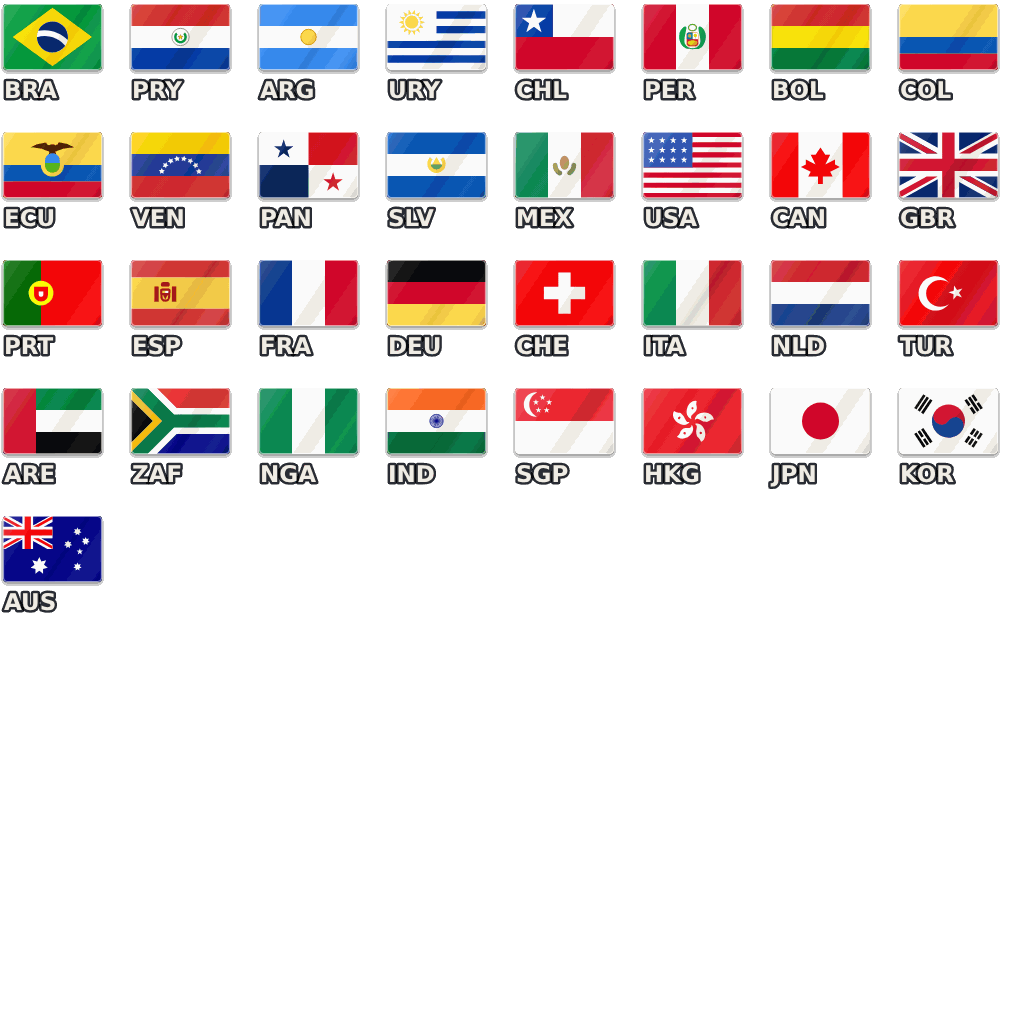 BRA PRY ARG URY CHL PER BOL COL
ECU VEN PAN SLV MEX USA CAN GBR
PRT ESP FRA DEU CHE ITA NLD TUR
ARE ZAF NGA IND SGP HKG JPN KOR
AUS